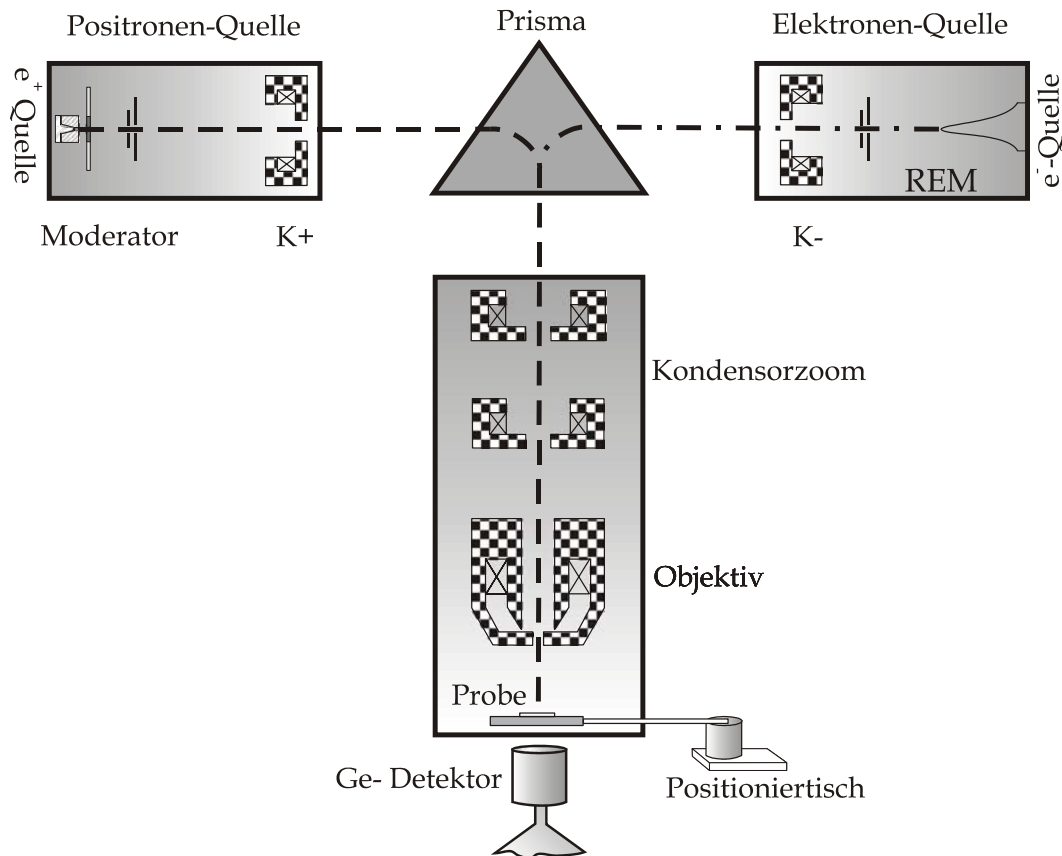 Positronen-Quelle
Prisma
Elektronen-Quelle
e+ Quelle
e--Quelle
REM
Moderator
K+
K-
Kondensorzoom
Objektiv
Probe
Ge- Detektor
Positioniertisch